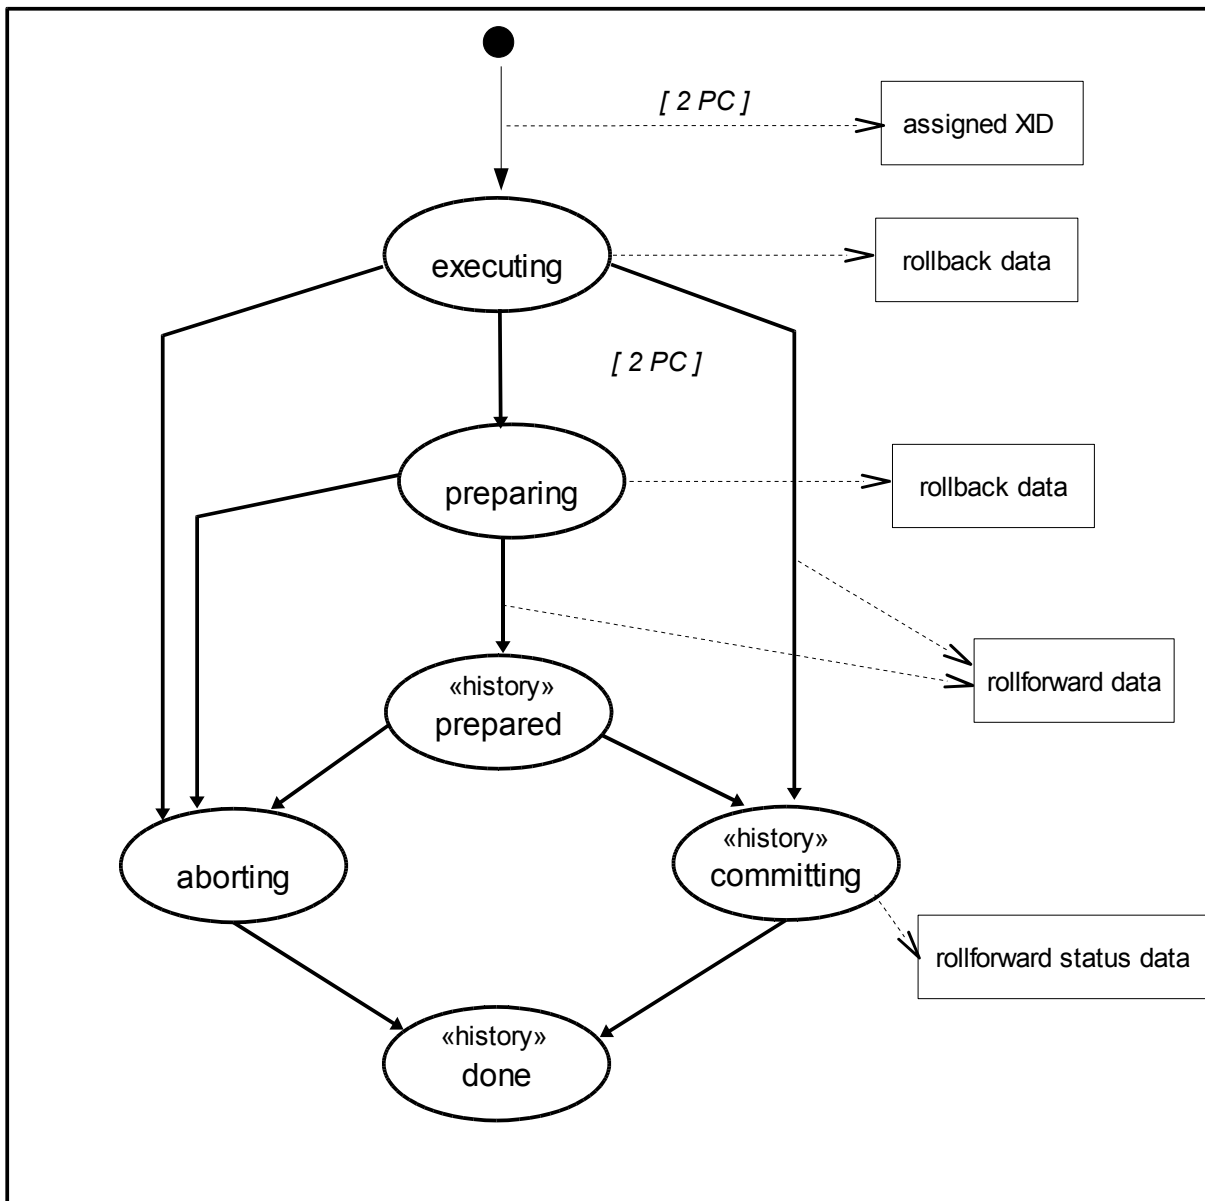 [ 2 PC ]
assigned XID
executing
rollback data
[ 2 PC ]
preparing
rollback data
«history»
prepared
rollforward data
aborting
«history»
committing
rollforward status data
«history»
done